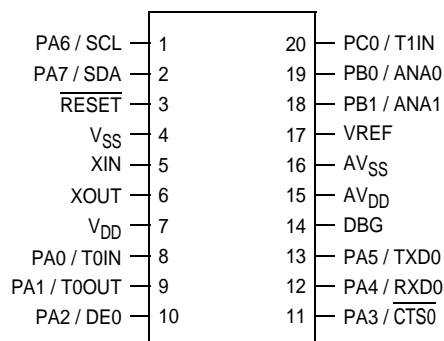 PA6 / SCL 1 20 PC0 / T1IN
PA7 / SDA 2 19 PB0 / ANA0
RESET 3 18 PB1 / ANA1
VSS 4 17 VREF
XIN 5 16 AVSS
XOUT 6 15 AVDD
VDD 7 14 DBG
PA0 / T0IN 8 13 PA5 / TXD0
PA1 / T0OUT 9 12 PA4 / RXD0
PA2 / DE0 10 11 PA3 / CTS0